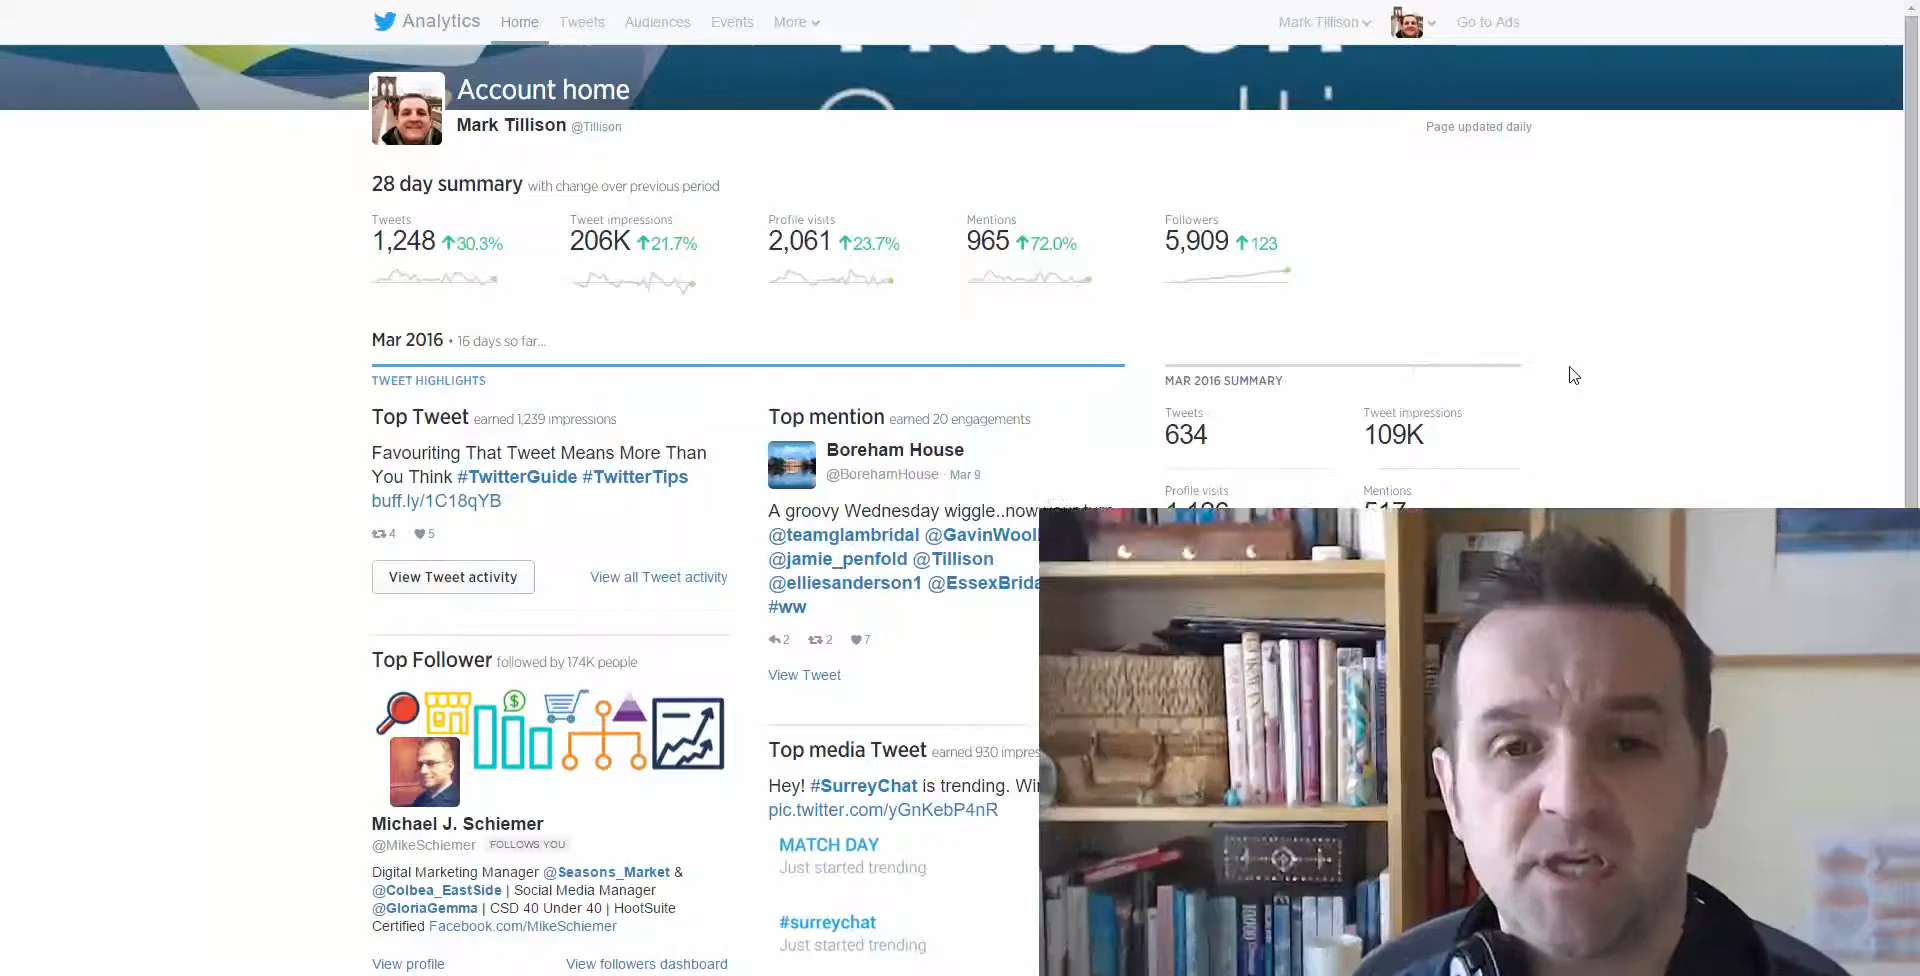 Analytics Home Tweets Audiences Events More Mark Tillison Go to Ads
Account home
Mark Tillison @Tillison
Page updated daily
28 day summary with change over previous period
Tweets
1,248 30.3%
Tweet impressions
206K 21.7%
Profile visits
2,061 23.7%
Mentions
965 72.0%
Followers
5,909 123
Mar 2016 • 16 days so far...
TWEET HIGHLIGHTS
Top Tweet earned 1,239 impressions
Favouriting That Tweet Means More Than
You Think #TwitterGuide #TwitterTips
buff.ly/1C18qYB
4 5
View Tweet activity
View all Tweet activity
Top Follower followed by 174K people
Michael J. Schiemer
@MikeSchiemer FOLLOWS YOU
Digital Marketing Manager @Seasons_Market &
@Colbea_EastSide | Social Media Manager
@GloriaGemma | CSD 40 Under 40 | HootSuite
Certified Facebook.com/MikeSchiemer
View profile
View followers dashboard
Top mention earned 20 engagements
Boreham House
@BorehamHouse · Mar 9
A groovy Wednesday wiggle..now your turn
@teamglambridal @GavinWool
@jamie_penfold @Tillison
@elliesanderson1 @EssexBrida
#ww
2 2 7
View Tweet
Top media Tweet earned 930 impres
Hey! #SurreyChat is trending.
pic.twitter.com/yGnKebP4nR
MATCH DAY
Just started trending
#surreychat
Just started trending
MAR 2016 SUMMARY
Tweets
634
Tweet impressions
109K
Profile visits
Mentions